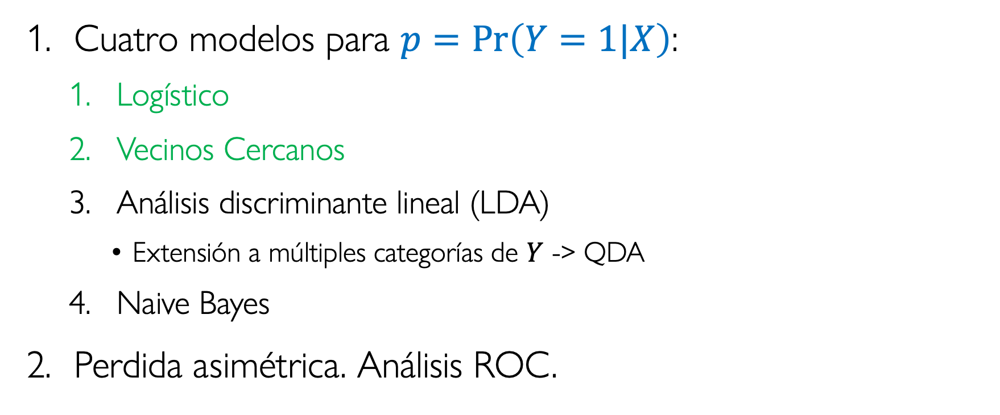 1. Cuatro modelos para p = Pr(Y = 1|X):
1. Logístico
2. Vecinos Cercanos
3. Análisis discriminante lineal (LDA)
• Extensión a múltiples categorías de Y -> QDA
4. Naive Bayes
2. Perdida asimétrica. Análisis ROC.